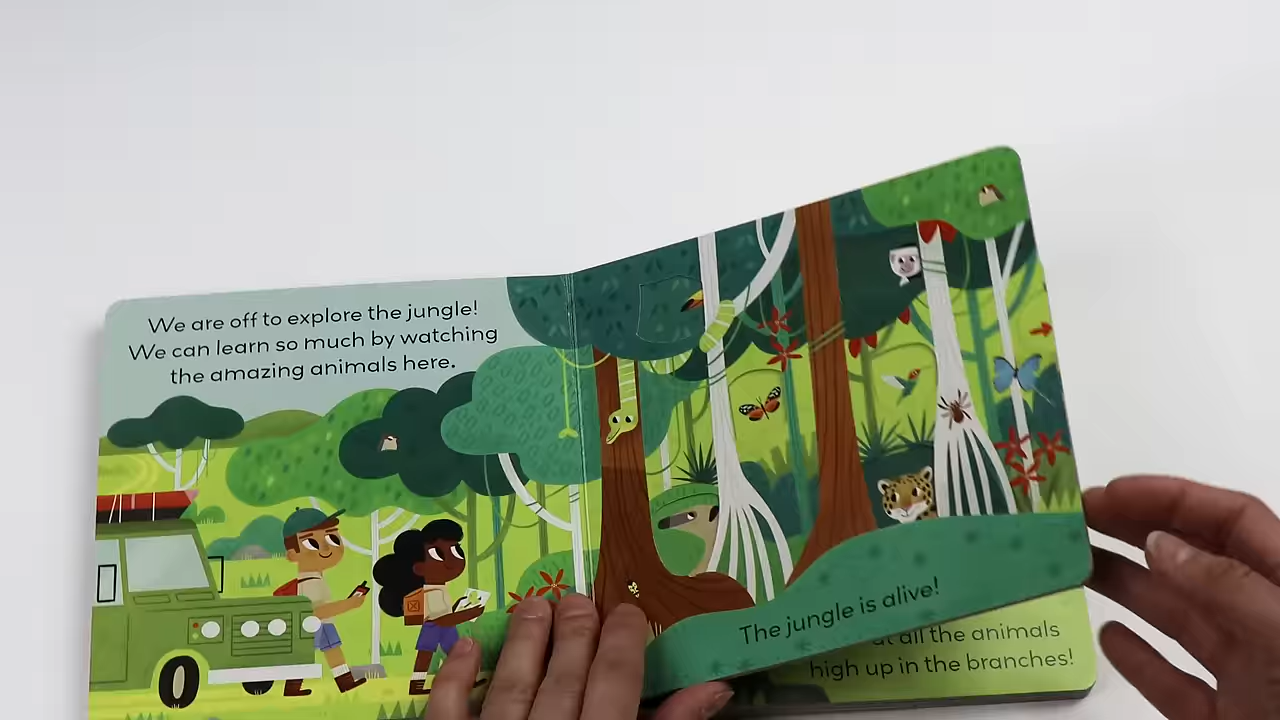 We are off to explore the jungle!
We can learn so much by watching
the amazing animals here.
The jungle is alive!
at all the animals
high up in the branches!